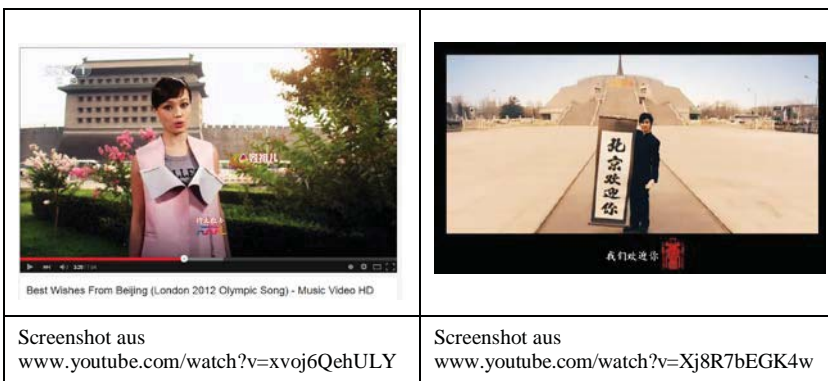 Best Wishes From Beijing (London 2012 Olympic Song) - Music Video HD
北京欢迎你
我们欢迎你
Screenshot aus
www.youtube.com/watch?v=xvoj6QehULY
Screenshot aus
www.youtube.com/watch?v=Xj8R7bEGK4w